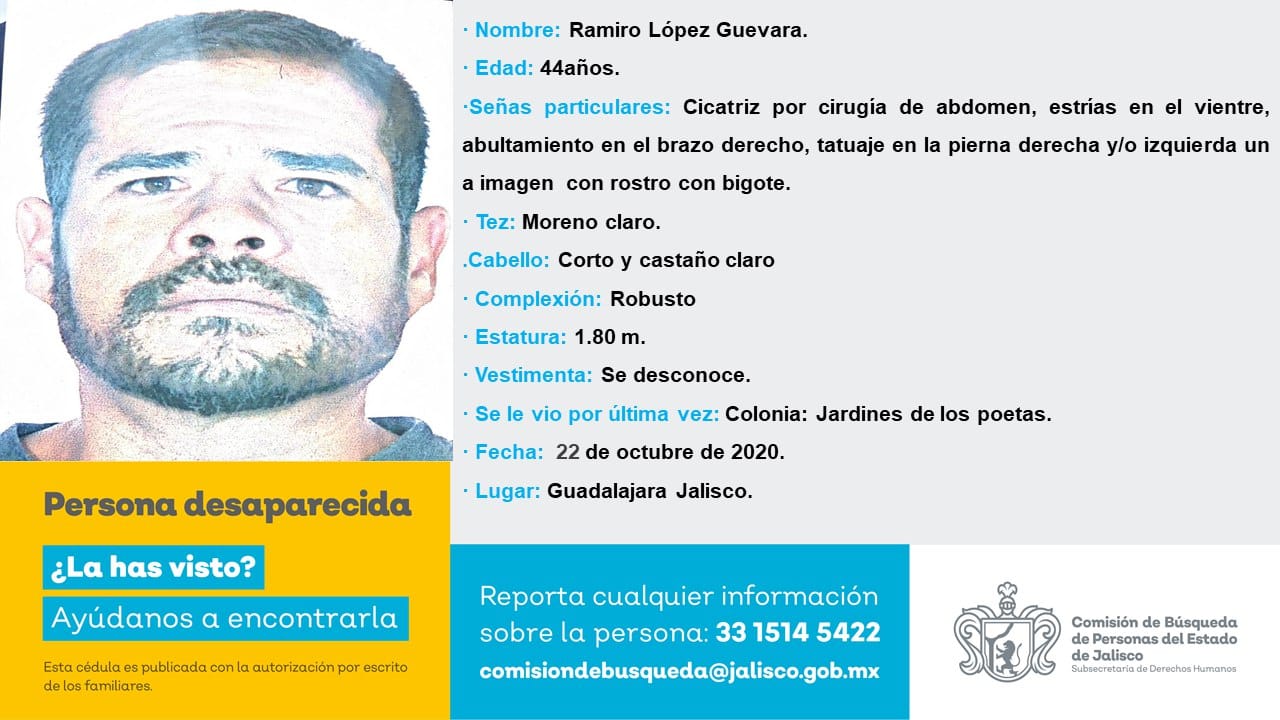 · Nombre: Ramiro López Guevara.
· Edad: 44años.
·Señas particulares: Cicatriz por cirugía de abdomen, estrías en el vientre,
abultamiento en el brazo derecho, tatuaje en la pierna derecha y/o izquierda un
a imagen con rostro con bigote.
· Tez: Moreno claro.
.Cabello: Corto y castaño claro
· Complexión: Robusto
· Estatura: 1.80 m.
· Vestimenta: Se desconoce.
· Se le vio por última vez: Colonia: Jardines de los poetas.
· Fecha: 22 de octubre de 2020.
· Lugar: Guadalajara Jalisco.
Persona desaparecida
¿La has visto?
Ayúdanos a encontrarla
Esta cédula es publicada con la autorización por escrito
de los familiares.
Reporta cualquier información
sobre la persona: 33 1514 5422
comisiondebusqueda@jalisco.gob.mx
Comisión de Búsqueda
de Personas del Estado
de Jalisco
Subsecretaría de Derechos Humanos